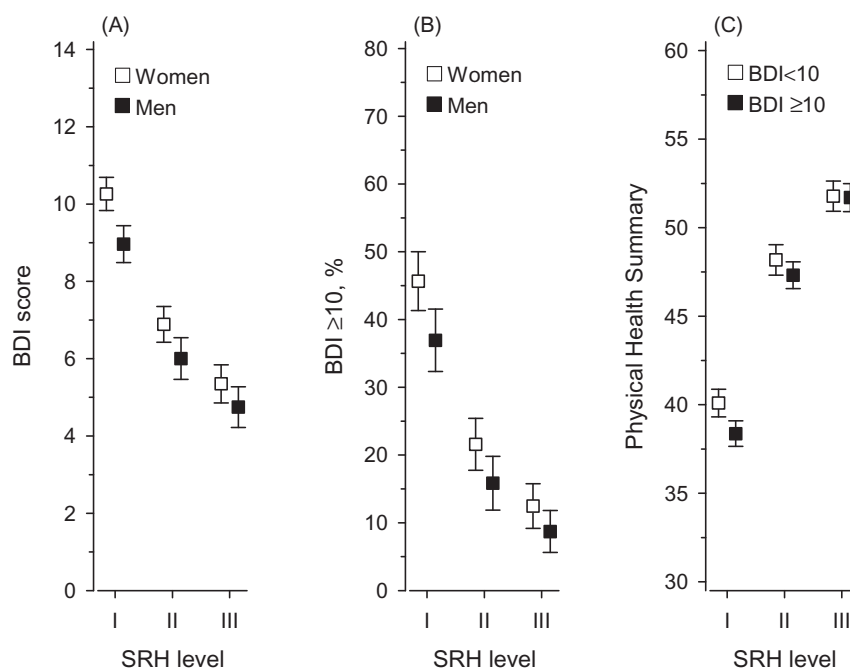 (A)
14
12
10
8
6
4
2
0
BDI score
Women
Men
I II III
SRH level
(B)
80
70
60
50
40
30
20
10
0
BDI ≥10, %
Women
Men
I II III
SRH level
(C)
60
55
50
45
40
35
30
Physical Health Summary
BDI<10
BDI ≥10
I II III
SRH level